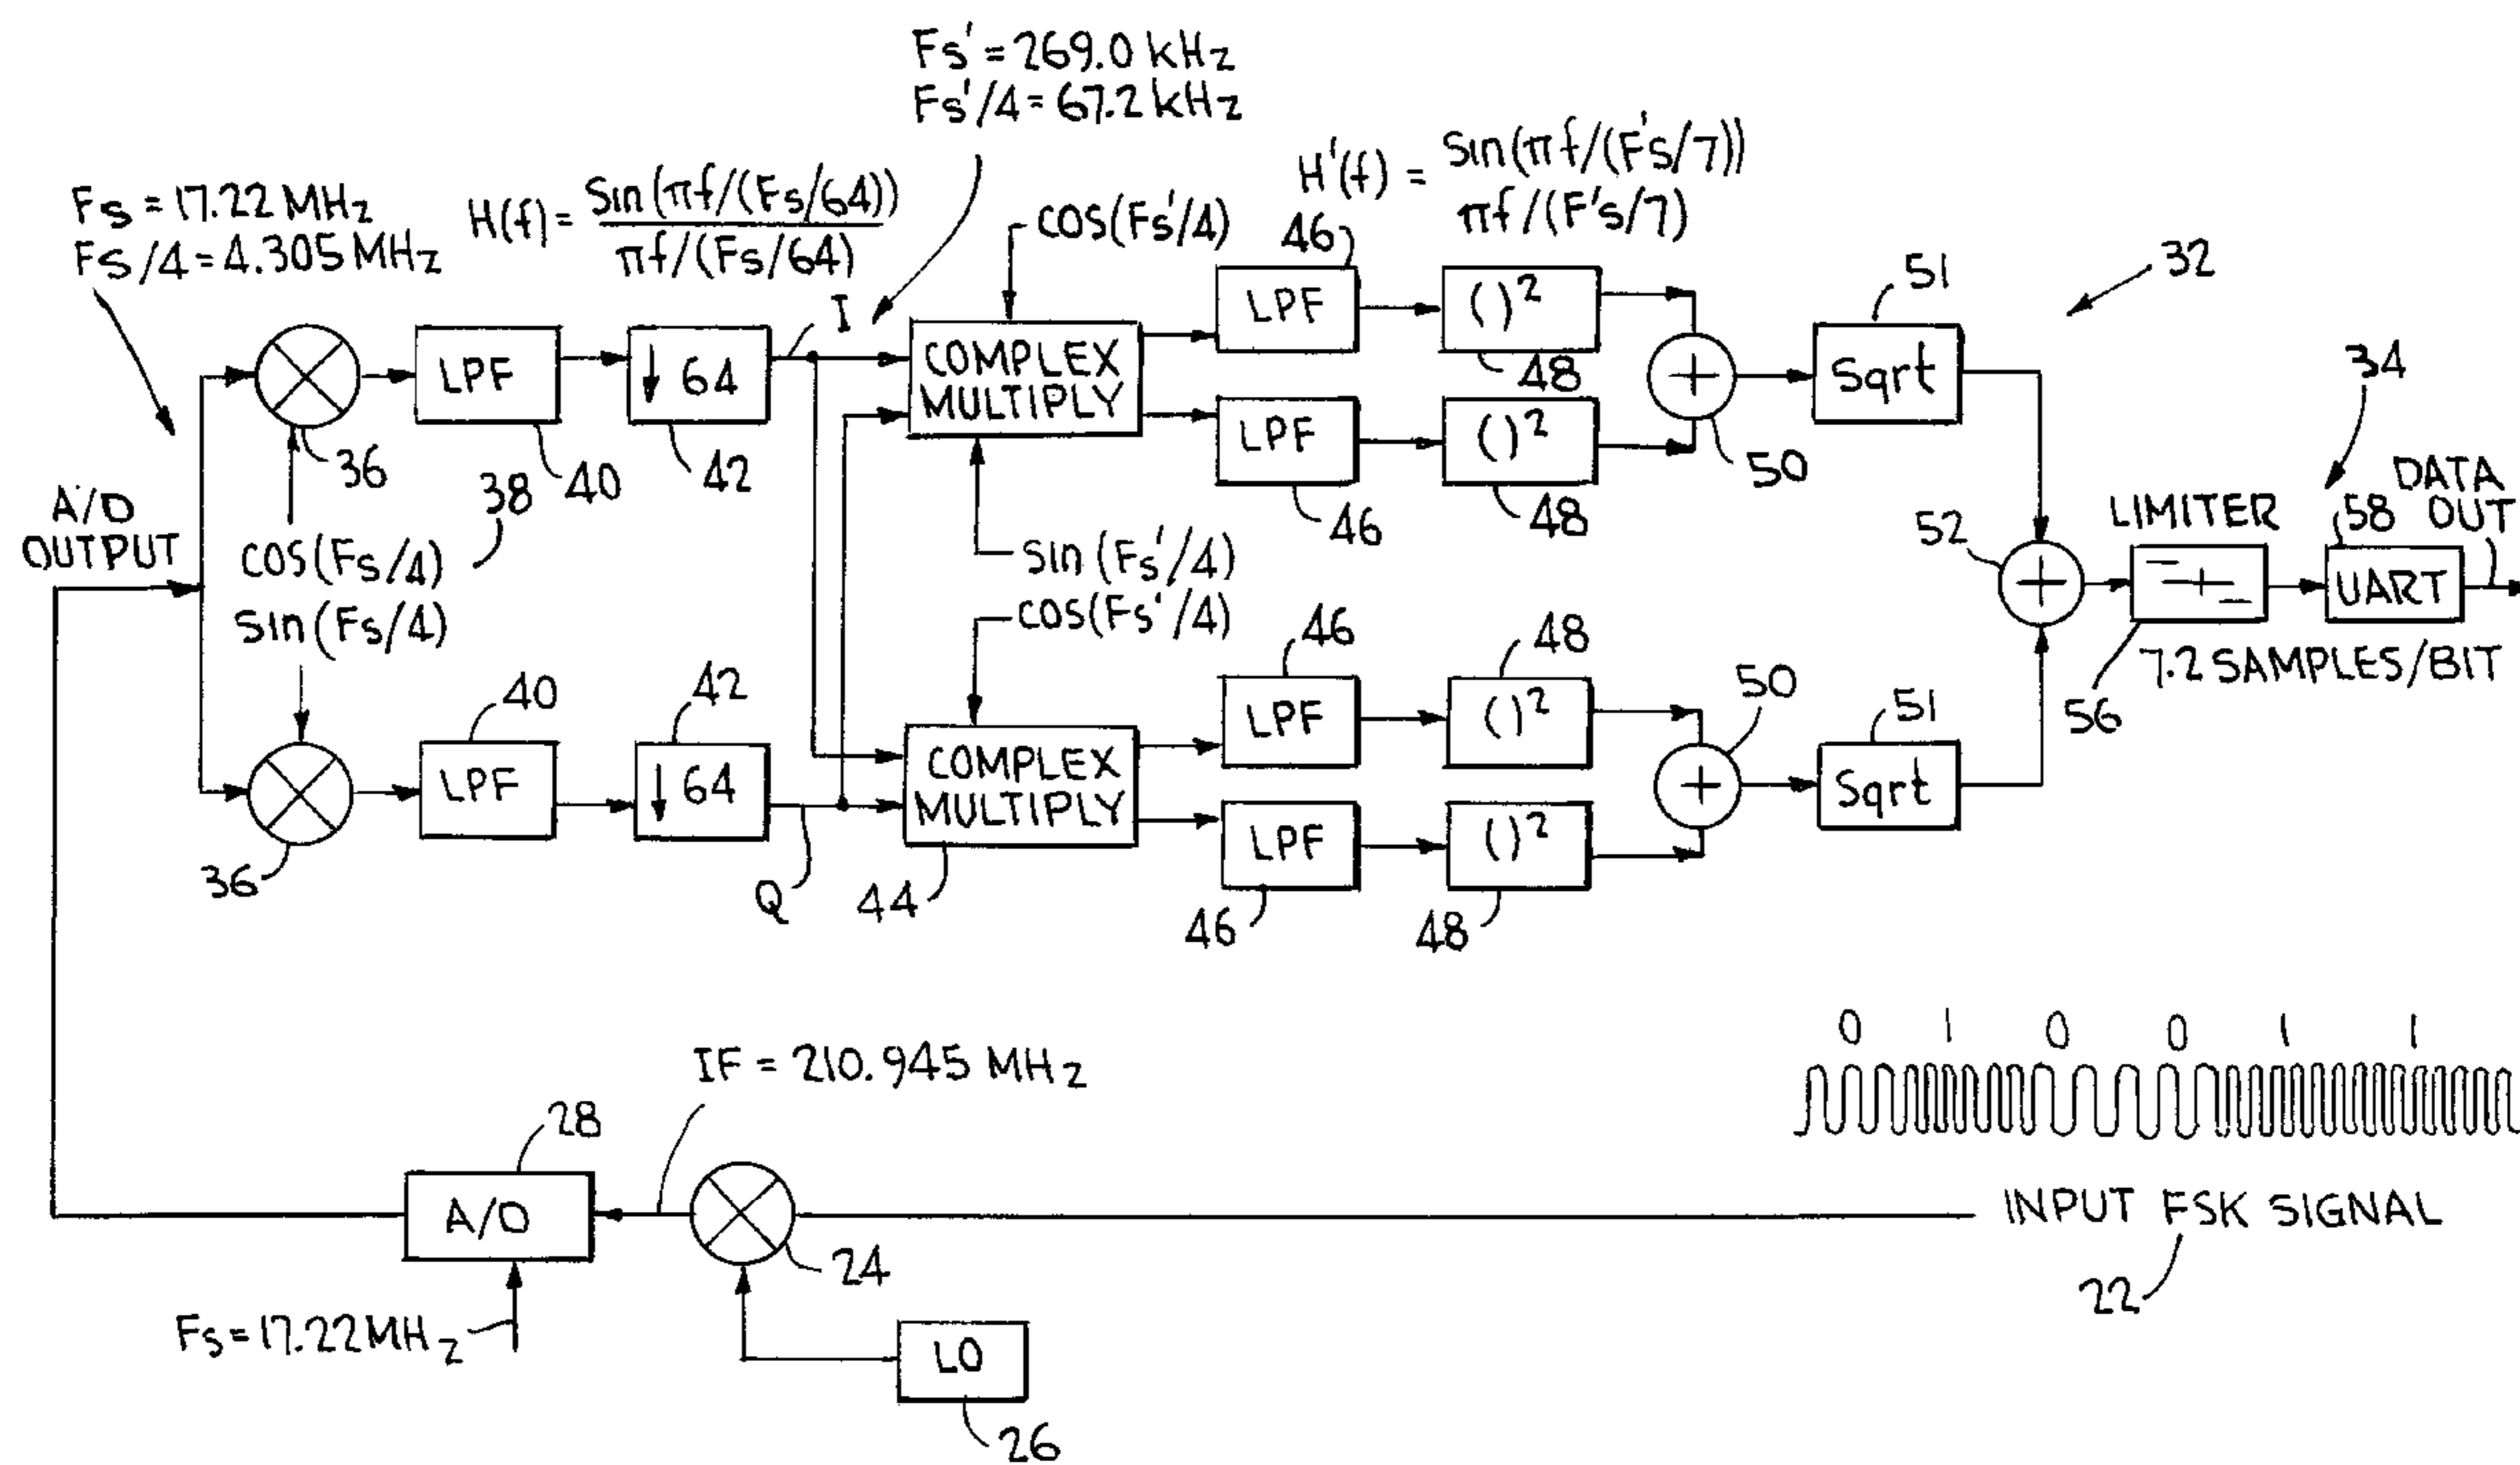 Fs' = 269.0 kHz
Fs'/4 = 67.2 kHz
Fs = 17.22 MHz
Fs/4 = 4.305 MHz
H(f) = Sin(πf/(Fs/64))
πf/(Fs/64)
H'(f) = Sin(πf/(F's/7))
πf/(F's/7)
COS(Fs'/4)
46
51
32
I
LPF
( )²
36
LPF
40
↓ 64
42
COMPLEX
MULTIPLY
48
+
50
Sqrt
34
LPF
46
( )²
48
38
A/D
OUTPUT
COS(Fs/4)
Sin(Fs/4)
Sin(Fs'/4)
COS(Fs'/4)
52
+
LIMITER
- + -
56
58
UART
DATA
OUT
7.2 SAMPLES/BIT
36
40
LPF
42
↓ 64
Q
COMPLEX
MULTIPLY
44
46
LPF
48
( )²
50
+
51
Sqrt
LPF
46
( )²
48
0 1 0 0 1 1
IF = 210.945 MHz
28
A/D
24
INPUT FSK SIGNAL
22
Fs = 17.22 MHz
LO
26